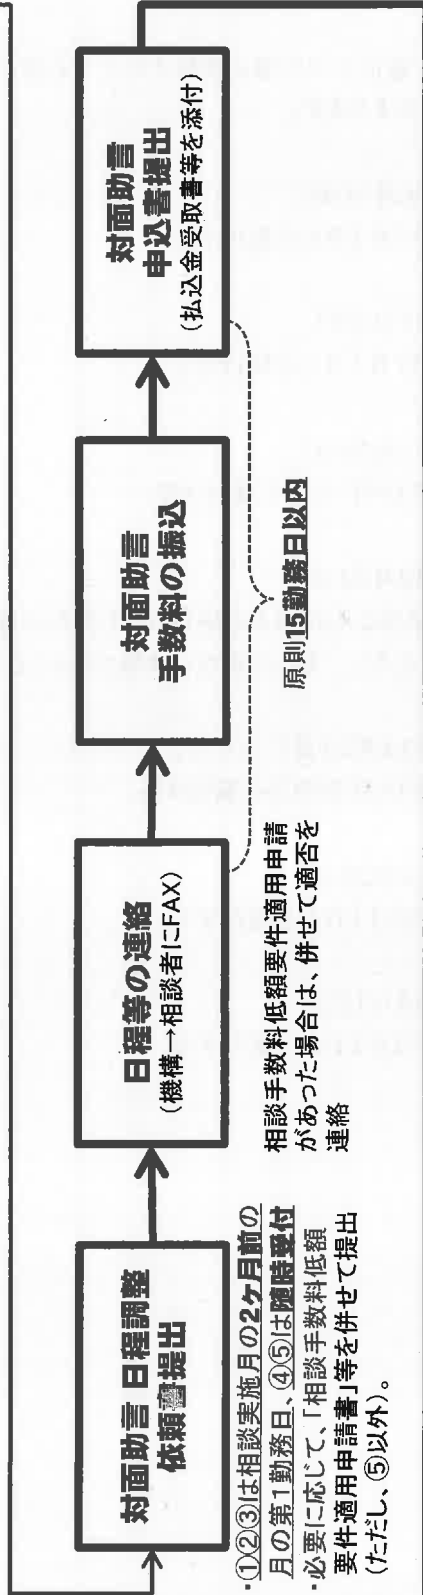 対面助言 日程調整
依頼書提出
・①②③は相談実施月の2ヶ月前の
月の第1勤務日、④⑤は随時受付
・必要に応じて、「相談手数料低額
要件適用申請書」等を併せて提出
(ただし、⑤以外)。
日程等の連絡
(機構→相談者にFAX)
相談手数料低額要件適用申請
があった場合は、併せて適否を
連絡
対面助言
手数料の振込
原則15勤務日以内
対面助言
申込書提出
(払込金受取書等を添付)